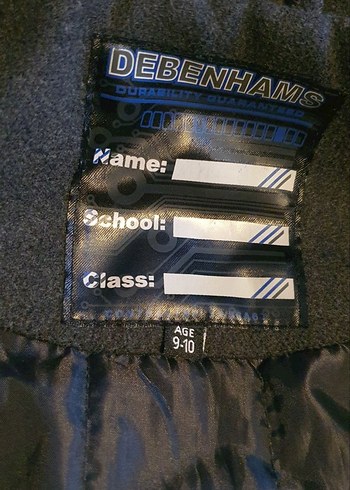 DEBENHAMS
DURABILITY GUARANTEED
Name:
School:
Class:
AGE
9-10